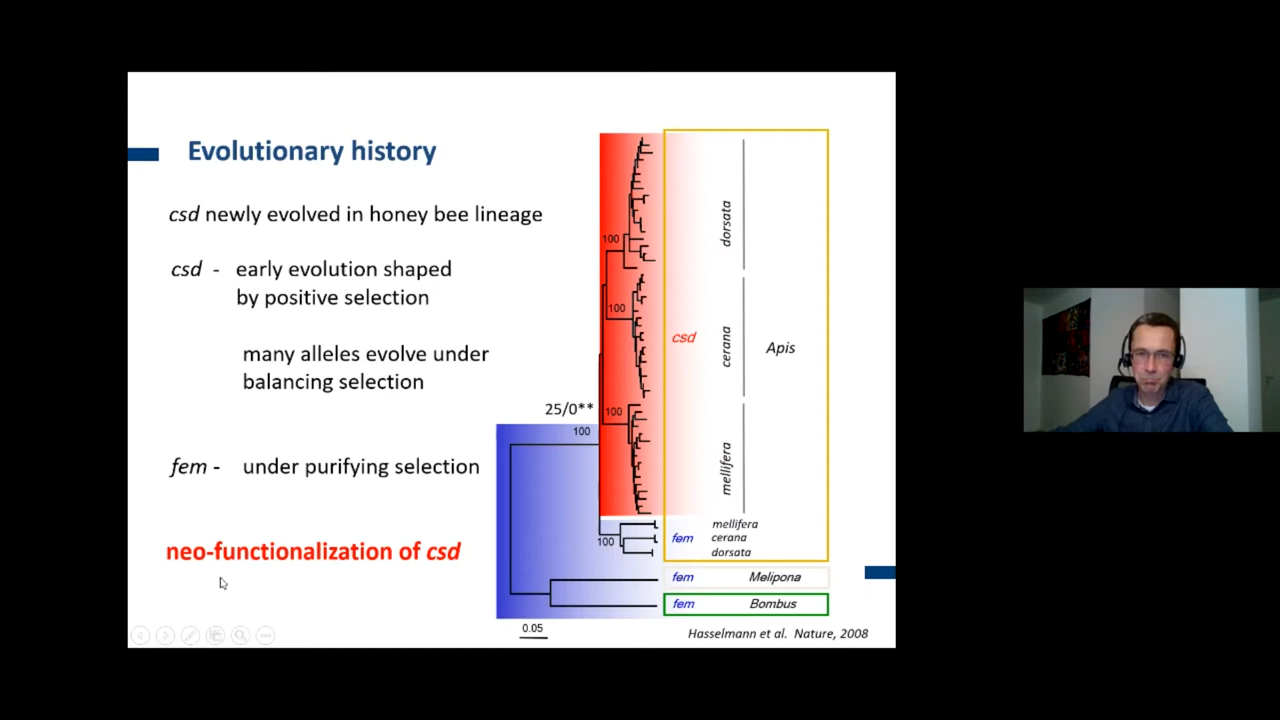 Evolutionary history
csd newly evolved in honey bee lineage
csd - early evolution shaped
by positive selection
many alleles evolve under
balancing selection
fem - under purifying selection
neo-functionalization of csd
25/0**
100
100
100
100
100
0.05
csd
dorsata
cerana
mellifera
Apis
fem
mellifera
cerana
dorsata
fem Melipona
fem Bombus
Hasselmann et al. Nature, 2008